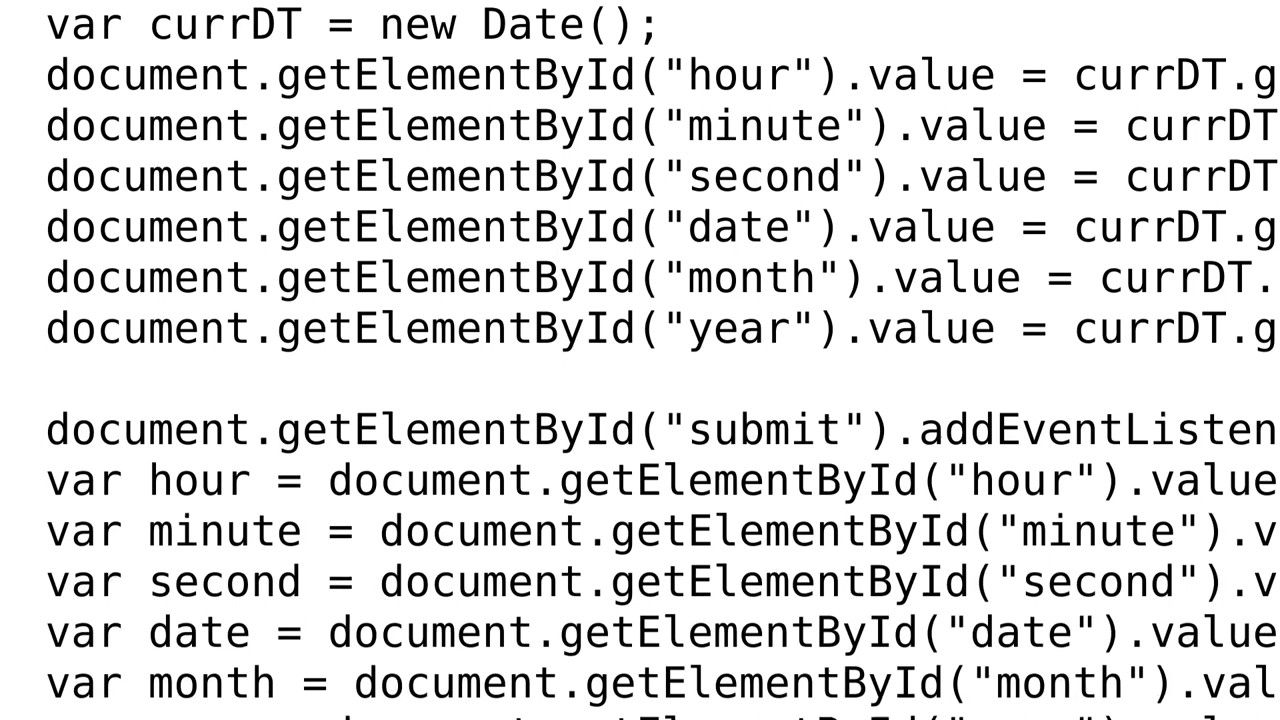 var currDT = new Date();
document.getElementById("hour").value = currDT.g
document.getElementById("minute").value = currDT
document.getElementById("second").value = currDT
document.getElementById("date").value = currDT.g
document.getElementById("month").value = currDT.
document.getElementById("year").value = currDT.g
document.getElementById("submit").addEventListen
var hour = document.getElementById("hour").value
var minute = document.getElementById("minute").v
var second = document.getElementById("second").v
var date = document.getElementById("date").value
var month = document.getElementById("month").val